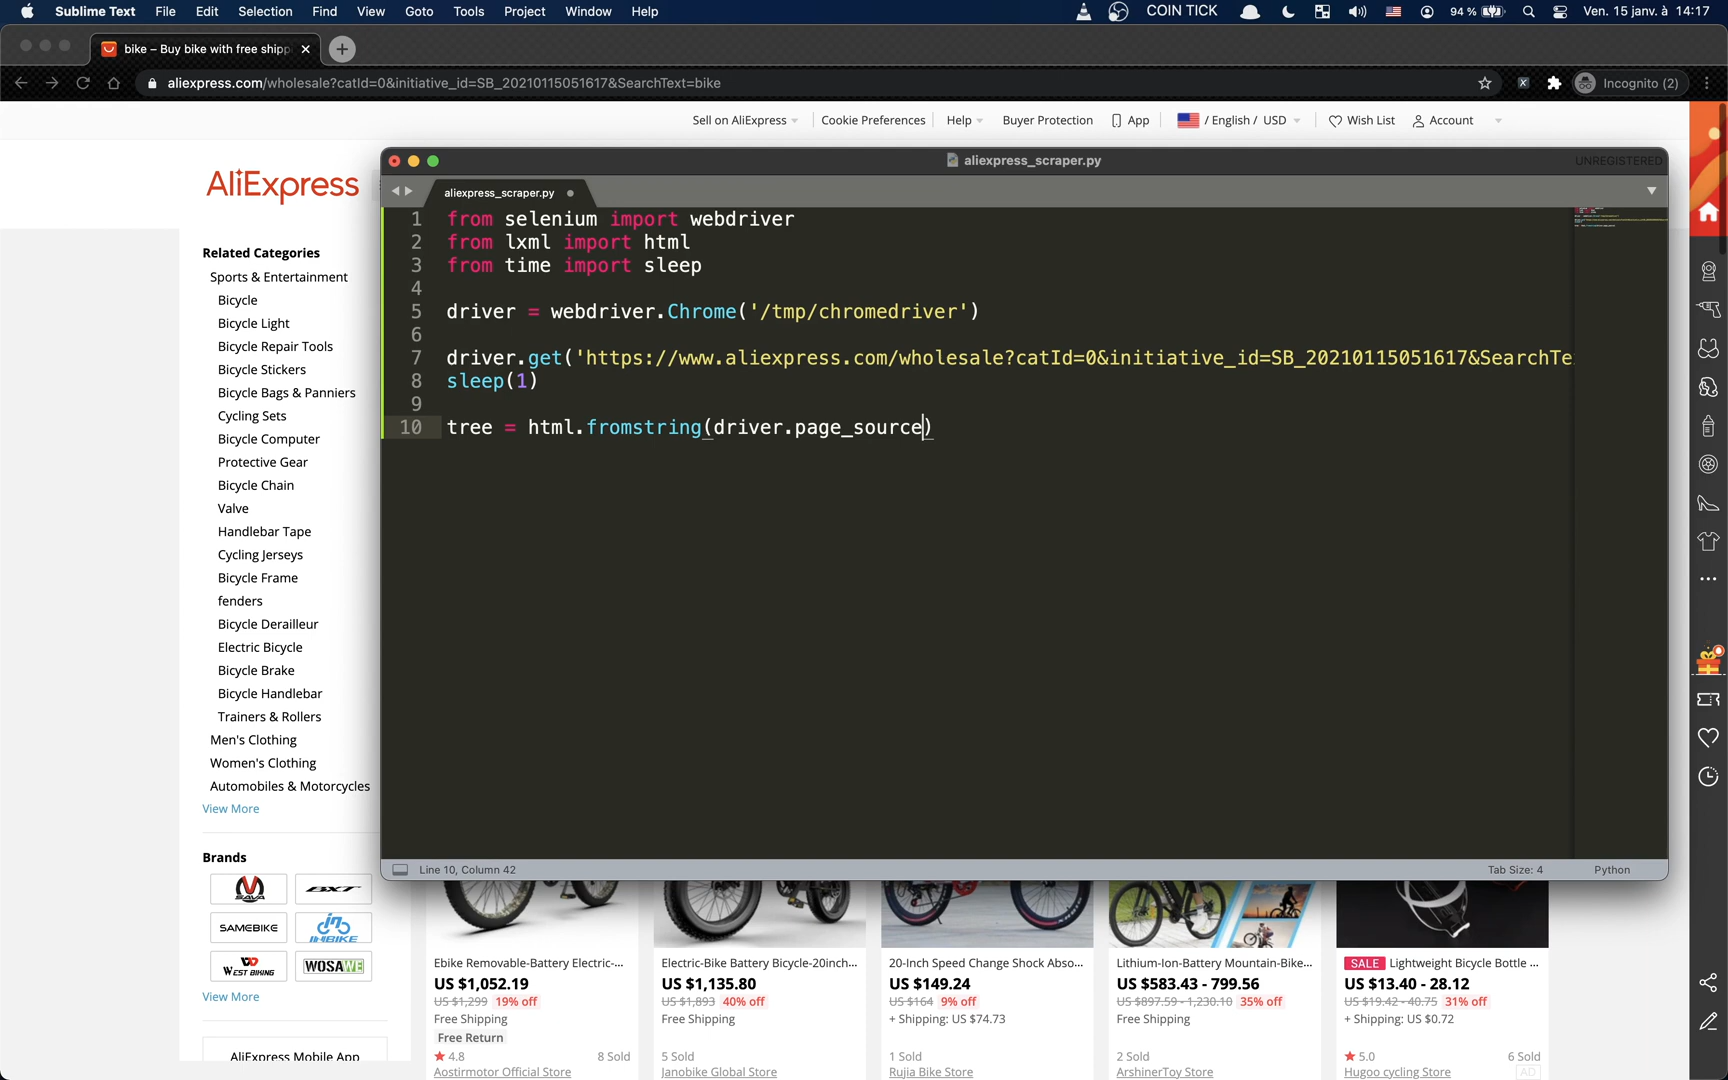 Sublime Text File Edit Selection Find View Goto Tools Project Window Help COIN TICK 94 % Ven. 15 janv. à 14:17
bike – Buy bike with free shipp
aliexpress.com/wholesale?catId=0&initiative_id=SB_20210115051617&SearchText=bike Incognito (2)
Sell on AliExpress Cookie Preferences Help Buyer Protection App / English / USD Wish List Account
AliExpress
aliexpress_scraper.py UNREGISTERED
aliexpress_scraper.py
1 from selenium import webdriver
2 from lxml import html
3 from time import sleep
4
5 driver = webdriver.Chrome('/tmp/chromedriver')
6
7 driver.get('https://www.aliexpress.com/wholesale?catId=0&initiative_id=SB_20210115051617&SearchTe
8 sleep(1)
9
10 tree = html.fromstring(driver.page_source)
Line 10, Column 42 Tab Size: 4 Python
Related Categories
Sports & Entertainment
Bicycle
Bicycle Light
Bicycle Repair Tools
Bicycle Stickers
Bicycle Bags & Panniers
Cycling Sets
Bicycle Computer
Protective Gear
Bicycle Chain
Valve
Handlebar Tape
Cycling Jerseys
Bicycle Frame
fenders
Bicycle Derailleur
Electric Bicycle
Bicycle Brake
Bicycle Handlebar
Trainers & Rollers
Men's Clothing
Women's Clothing
Automobiles & Motorcycles
View More
Brands
SAVA BXT
SAMEBIKE INBIKE
WEST BIKING WOSAWE
View More
AliExpress Mobile App
Ebike Removable-Battery Electric-...
US $1,052.19
US $1,299 19% off
Free Shipping
Free Return
4.8 8 Sold
Aostirmotor Official Store
Electric-Bike Battery Bicycle-20inch...
US $1,135.80
US $1,893 40% off
Free Shipping
5 Sold
Janobike Global Store
20-Inch Speed Change Shock Abso...
US $149.24
US $164 9% off
+ Shipping: US $74.73
1 Sold
Rujia Bike Store
Lithium-Ion-Battery Mountain-Bike...
US $583.43 - 799.56
US $897.59 - 1,230.10 35% off
Free Shipping
2 Sold
ArshinerToy Store
SALE Lightweight Bicycle Bottle ...
US $13.40 - 28.12
US $19.42 - 40.75 31% off
+ Shipping: US $0.72
5.0 6 Sold
Hugoo cycling Store AD